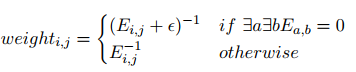 weight_{i,j} = { (E_{i,j} + ϵ)^{-1} if ∃a∃bE_{a,b} = 0
E_{i,j}^{-1} otherwise